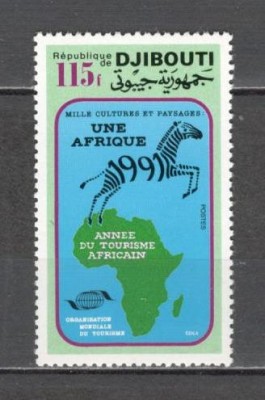 République de DJIBOUTI
115F جمهورية جيبوتي
MILLE CULTURES ET PAYSAGES:
UNE
AFRIQUE
1991
ANNEE
DU TOURISME
AFRICAIN
POSTES
ORGANISATION
MONDIALE
DU TOURISME